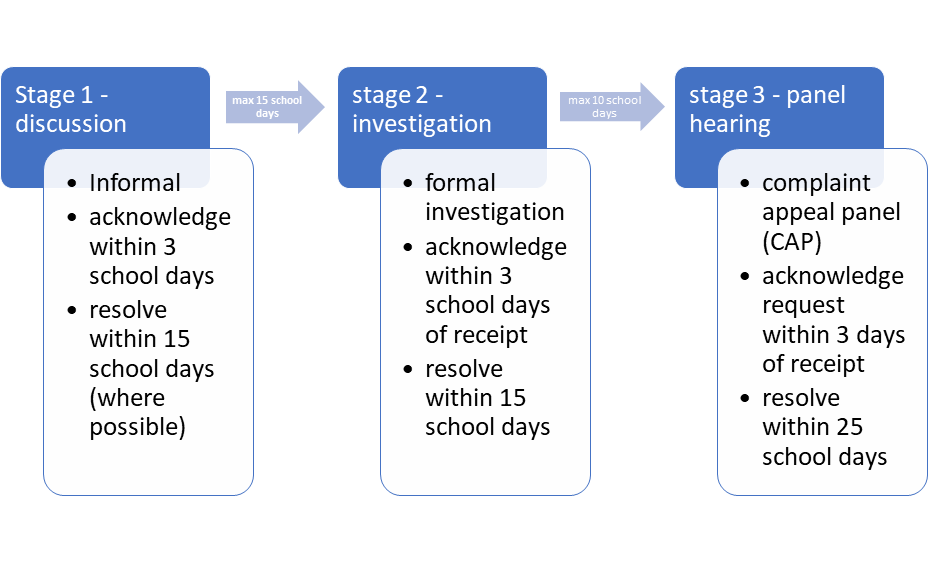 Stage 1 -
discussion
• Informal
• acknowledge
within 3
school days
• resolve
within 15
school days
(where
possible)
max 15 school
days
stage 2 -
investigation
• formal
investigation
• acknowledge
within 3
school days
of receipt
• resolve
within 15
school days
max 10 school
days
stage 3 - panel
hearing
• complaint
appeal panel
(CAP)
• acknowledge
request
within 3 days
of receipt
• resolve
within 25
school days